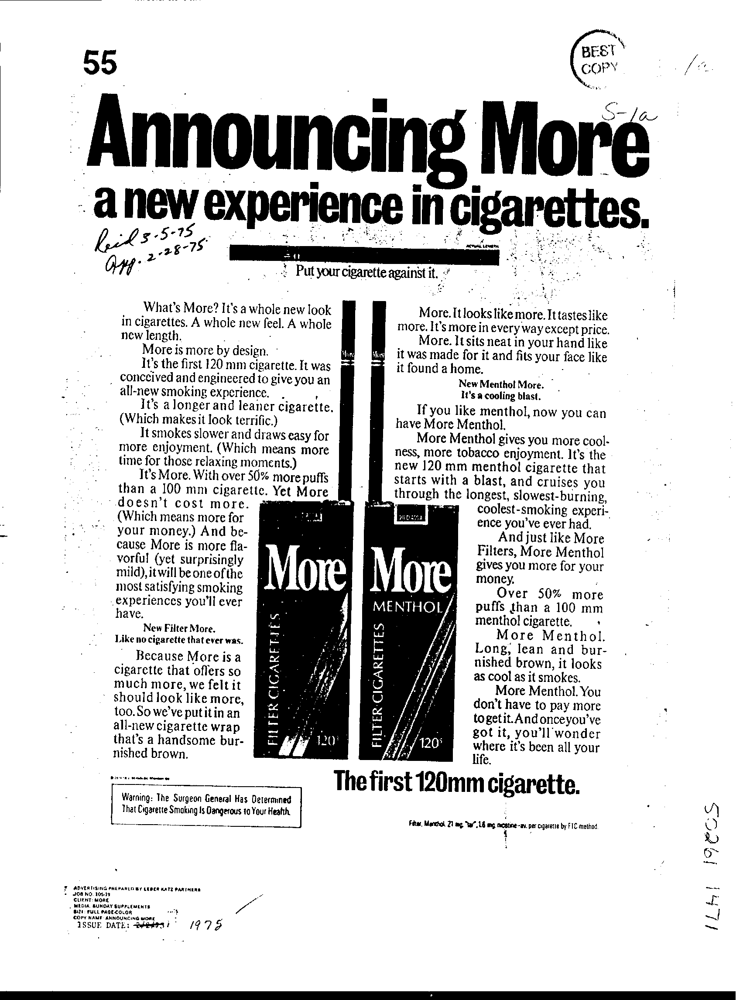 55
BEST
COPY
S-1a
Announcing More
a new experience in cigarettes.
Reid 3-5-75
app. 2-28-75
ACTUAL LENGTH
Put your cigarette against it.
What's More? It's a whole new look
in cigarettes. A whole new feel. A whole
new length.
More is more by design.
It's the first 120 mm cigarette. It was
conceived and engineered to give you an
all-new smoking experience.
It's a longer and leaner cigarette.
(Which makes it look terrific.)
It smokes slower and draws easy for
more enjoyment. (Which means more
time for those relaxing moments.)
It's More. With over 50% more puffs
than a 100 mm cigarette. Yet More
doesn't cost more.
(Which means more for
your money.) And be-
cause More is more fla-
vorful (yet surprisingly
mild), it will be one of the
most satisfying smoking
experiences you'll ever
have.
New Filter More.
Like no cigarette that ever was.
Because More is a
cigarette that offers so
much more, we felt it
should look like more,
too. So we've put it in an
all-new cigarette wrap
that's a handsome bur-
nished brown.
More
More
More
FILTER CIGARETTES
120's
More
MENTHOL
FILTER CIGARETTES
120's
More. It looks like more. It tastes like
more. It's more in every way except price.
More. It sits neat in your hand like
it was made for it and fits your face like
it found a home.
New Menthol More.
It's a cooling blast.
If you like menthol, now you can
have More Menthol.
More Menthol gives you more cool-
ness, more tobacco enjoyment. It's the
new 120 mm menthol cigarette that
starts with a blast, and cruises you
through the longest, slowest-burning,
coolest-smoking experi-
ence you've ever had.
And just like More
Filters, More Menthol
gives you more for your
money.
Over 50% more
puffs than a 100 mm
menthol cigarette.
More Menthol.
Long, lean and bur-
nished brown, it looks
as cool as it smokes.
More Menthol. You
don't have to pay more
to get it. And once you've
got it, you'll wonder
where it's been all your
life.
The first 120mm cigarette.
Warning: The Surgeon General Has Determined
That Cigarette Smoking Is Dangerous to Your Health.
Filter, Menthol: 21 mg. "tar", 1.6 mg. nicotine av. per cigarette by FTC method.
ADVERTISING PREPARED BY LEBER KATZ PARTNERS
JOB NO.
CLIENT: MORE
MEDIA: SUNDAY SUPPLEMENTS
SIZE: FULL PAGE COLOR
COPY NAME: ANNOUNCING MORE
ISSUE DATE: 1975
50261 1471